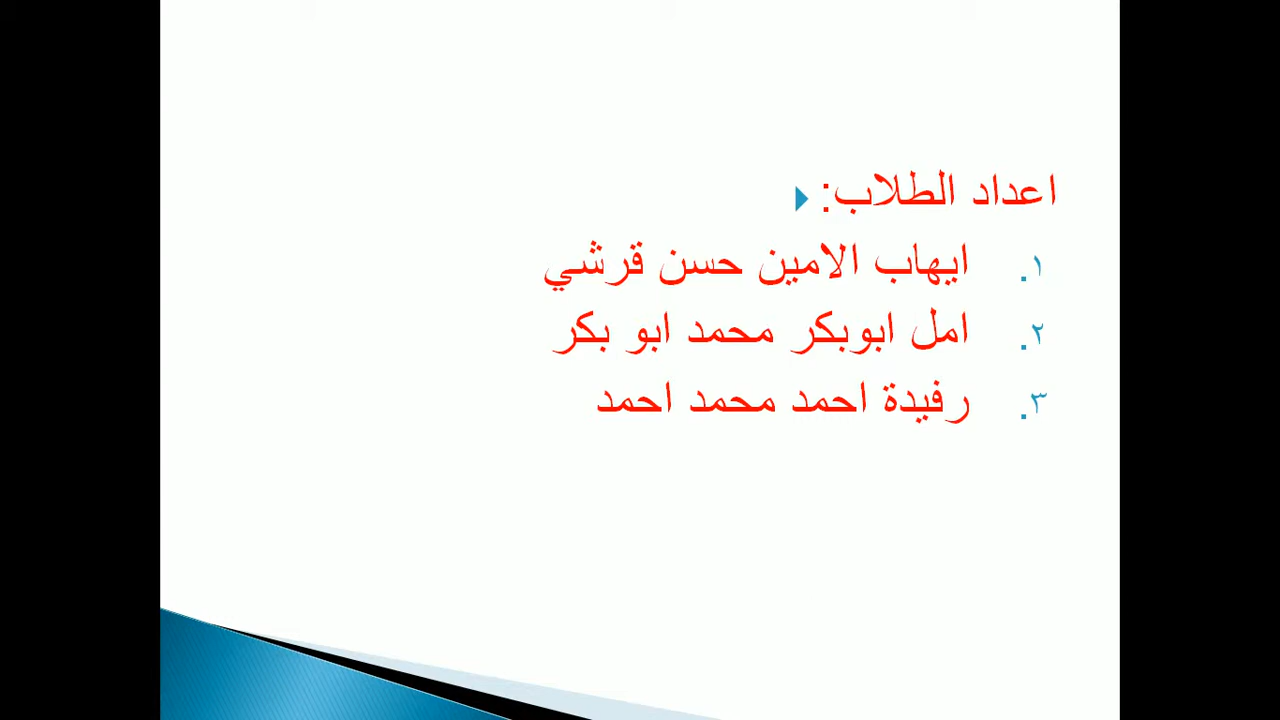 اعداد الطلاب:
١. ايهاب الامين حسن قرشي
٢. امل ابوبكر محمد ابو بكر
٣. رفيدة احمد محمد احمد